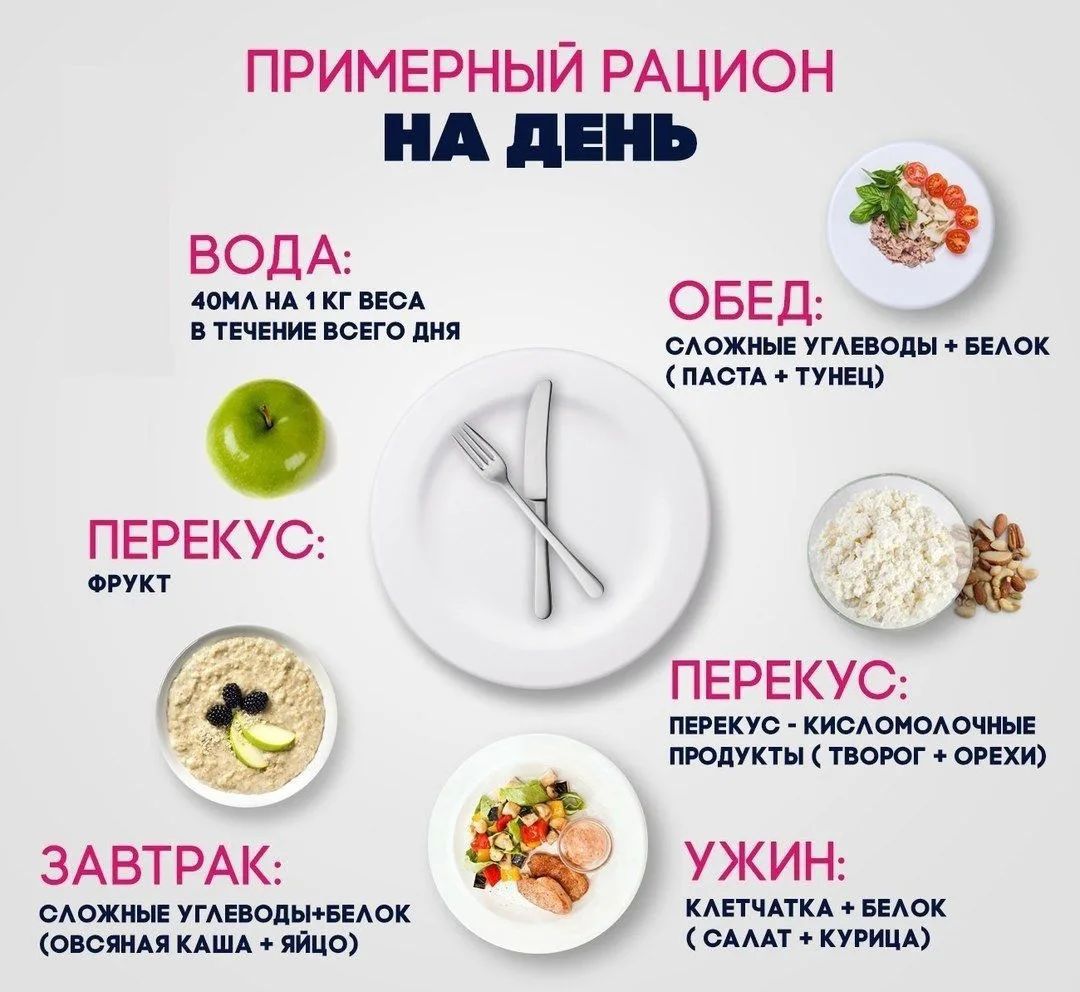 ПРИМЕРНЫЙ РАЦИОН
НА ДЕНЬ
ВОДА:
40МЛ НА 1 КГ ВЕСА
В ТЕЧЕНИЕ ВСЕГО ДНЯ
ОБЕД:
СЛОЖНЫЕ УГЛЕВОДЫ + БЕЛОК
( ПАСТА + ТУНЕЦ)
ПЕРЕКУС:
ФРУКТ
ПЕРЕКУС:
ПЕРЕКУС - КИСЛОМОЛОЧНЫЕ
ПРОДУКТЫ ( ТВОРОГ + ОРЕХИ)
ЗАВТРАК:
СЛОЖНЫЕ УГЛЕВОДЫ+БЕЛОК
(ОВСЯНАЯ КАША + ЯЙЦО)
УЖИН:
КЛЕТЧАТКА + БЕЛОК
( САЛАТ + КУРИЦА)